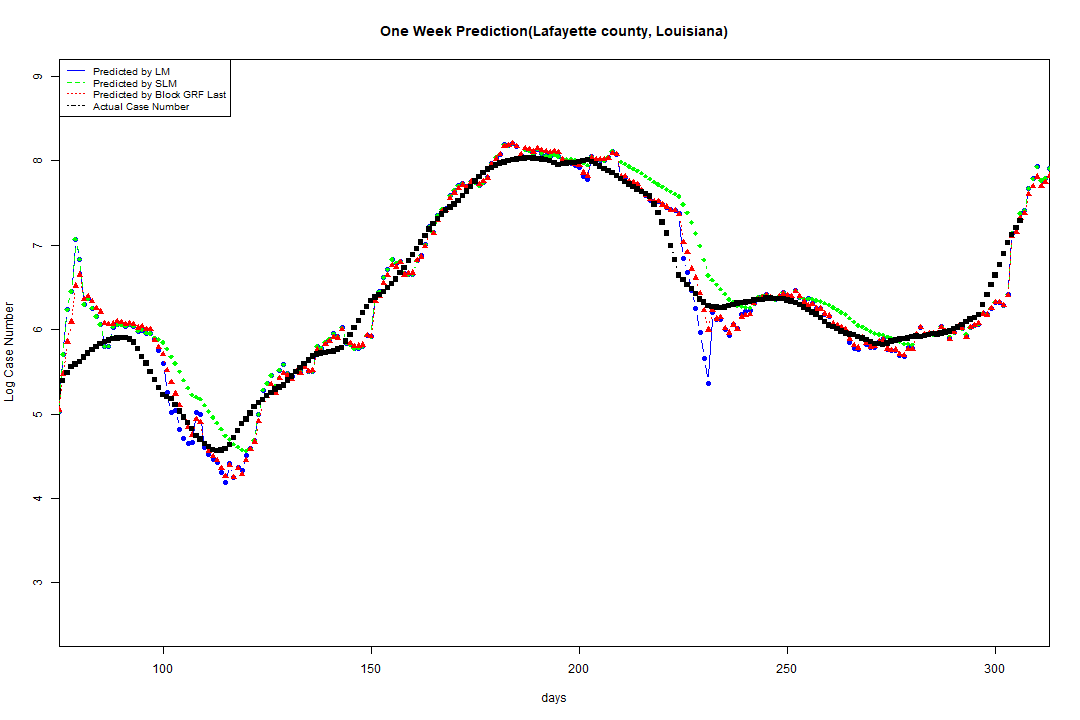 One Week Prediction(Lafayette county, Louisiana)
Predicted by LM
Predicted by SLM
Predicted by Block GRF Last
Actual Case Number
9
8
7
6
5
4
3
Log Case Number
100 150 200 250 300
days